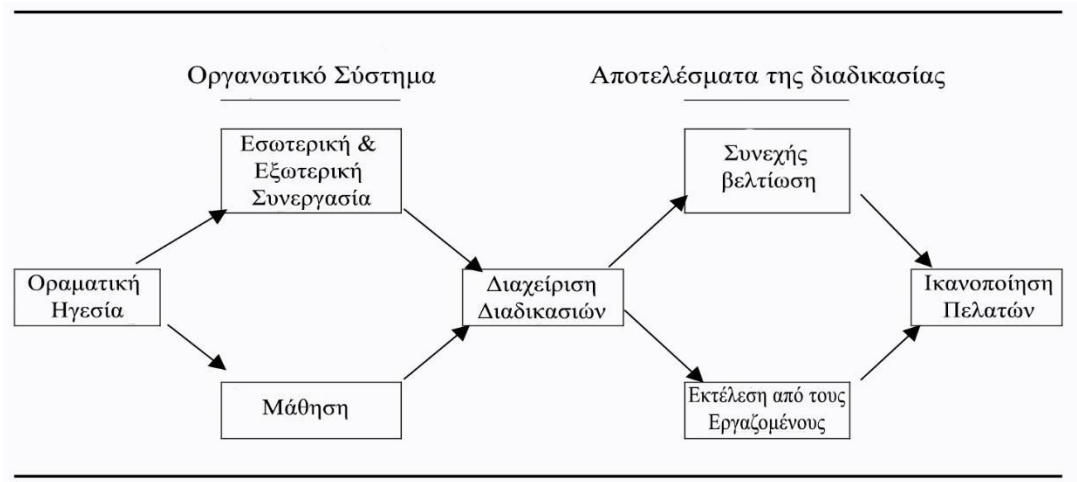 Οργανωτικό Σύστημα
Αποτελέσματα της διαδικασίας
Εσωτερική &
Εξωτερική
Συνεργασία
Συνεχής
βελτίωση
Οραματική
Ηγεσία
Διαχείριση
Διαδικασιών
Ικανοποίηση
Πελατών
Μάθηση
Εκτέλεση από τους
Εργαζομένους